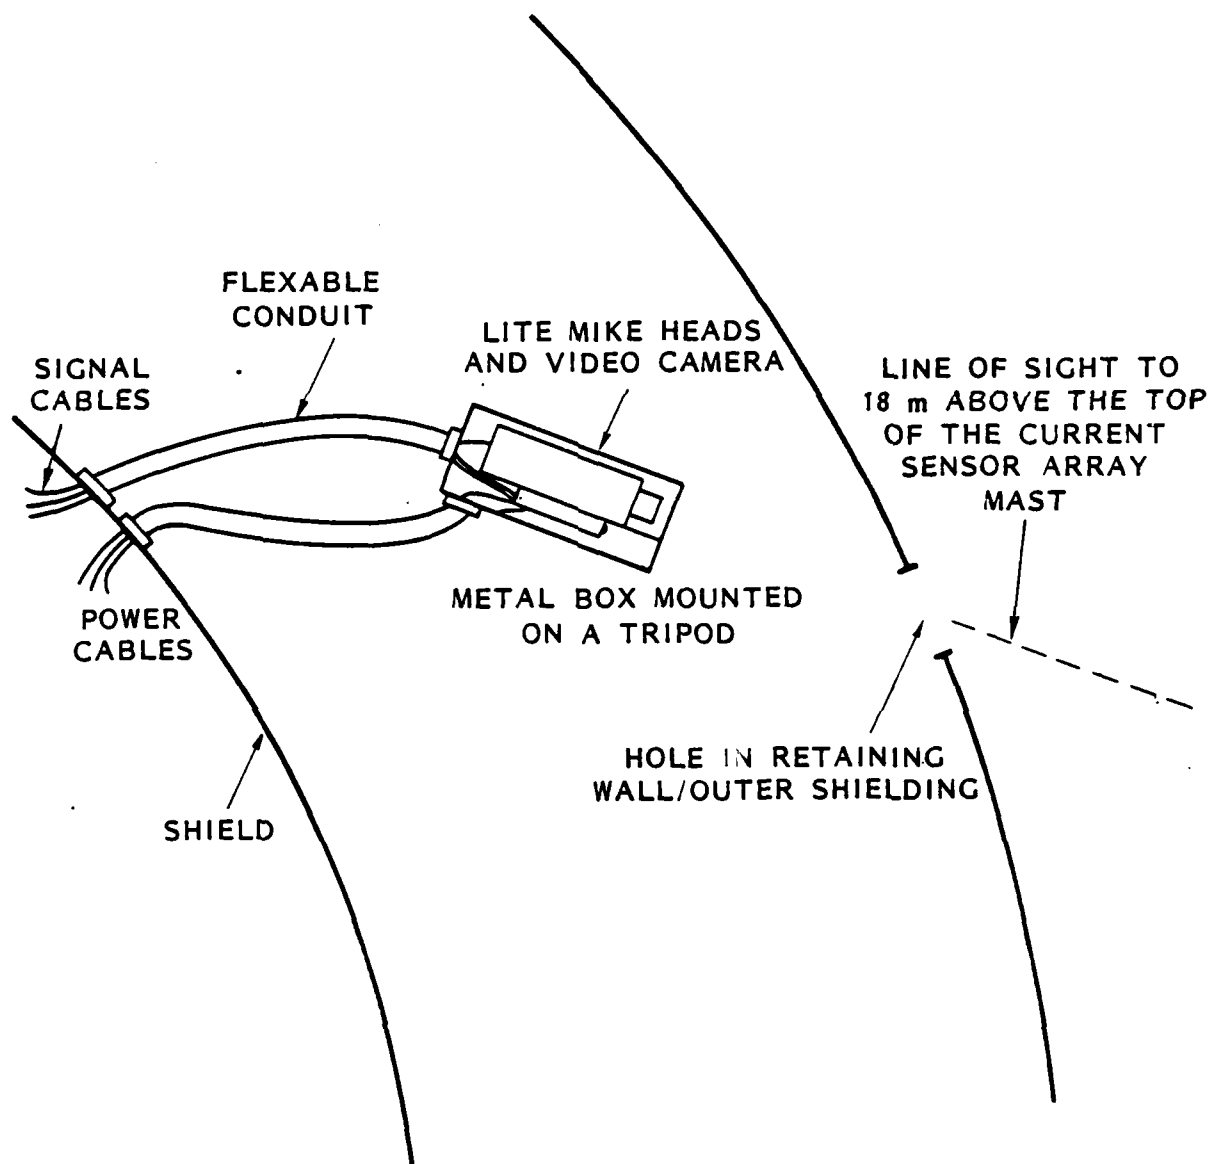 FLEXABLE
CONDUIT
LITE MIKE HEADS
AND VIDEO CAMERA
SIGNAL
CABLES
LINE OF SIGHT TO
18 m ABOVE THE TOP
OF THE CURRENT
SENSOR ARRAY
MAST
METAL BOX MOUNTED
ON A TRIPOD
POWER
CABLES
HOLE IN RETAINING
WALL/OUTER SHIELDING
SHIELD